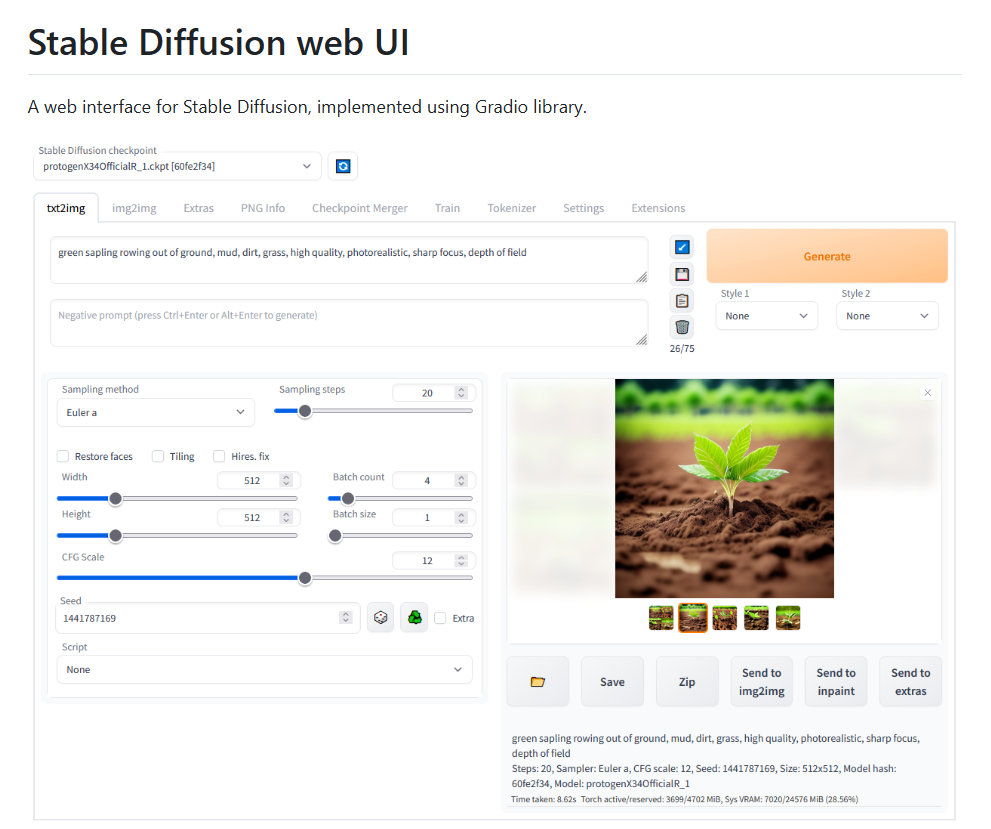 Stable Diffusion web UI
A web interface for Stable Diffusion, implemented using Gradio library.
Stable Diffusion checkpoint
protogenX34OfficialR_1.ckpt [60fe2f34]
txt2img img2img Extras PNG Info Checkpoint Merger Train Tokenizer Settings Extensions
green sapling rowing out of ground, mud, dirt, grass, high quality, photorealistic, sharp focus, depth of field
Generate
Style 1 Style 2
None None
Negative prompt (press Ctrl+Enter or Alt+Enter to generate)
26/75
Sampling method Sampling steps 20
Euler a
Restore faces Tiling Hires. fix
Width 512 Batch count 4
Height 512 Batch size 1
CFG Scale 12
Seed
1441787169
Extra
Script
None
Save Zip Send to img2img Send to inpaint Send to extras
green sapling rowing out of ground, mud, dirt, grass, high quality, photorealistic, sharp focus,
depth of field
Steps: 20, Sampler: Euler a, CFG scale: 12, Seed: 1441787169, Size: 512x512, Model hash:
60fe2f34, Model: protogenX34OfficialR_1
Time taken: 8.62s Torch active/reserved: 3699/4702 MiB, Sys VRAM: 7020/24576 MiB (28.56%)